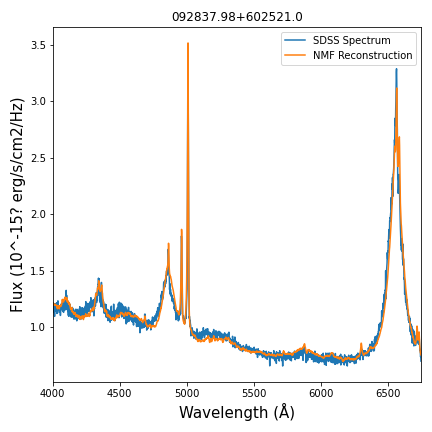 092837.98+602521.0
SDSS Spectrum
NMF Reconstruction
Flux (10^-15? erg/s/cm2/Hz)
3.5
3.0
2.5
2.0
1.5
1.0
4000 4500 5000 5500 6000 6500
Wavelength (Å)